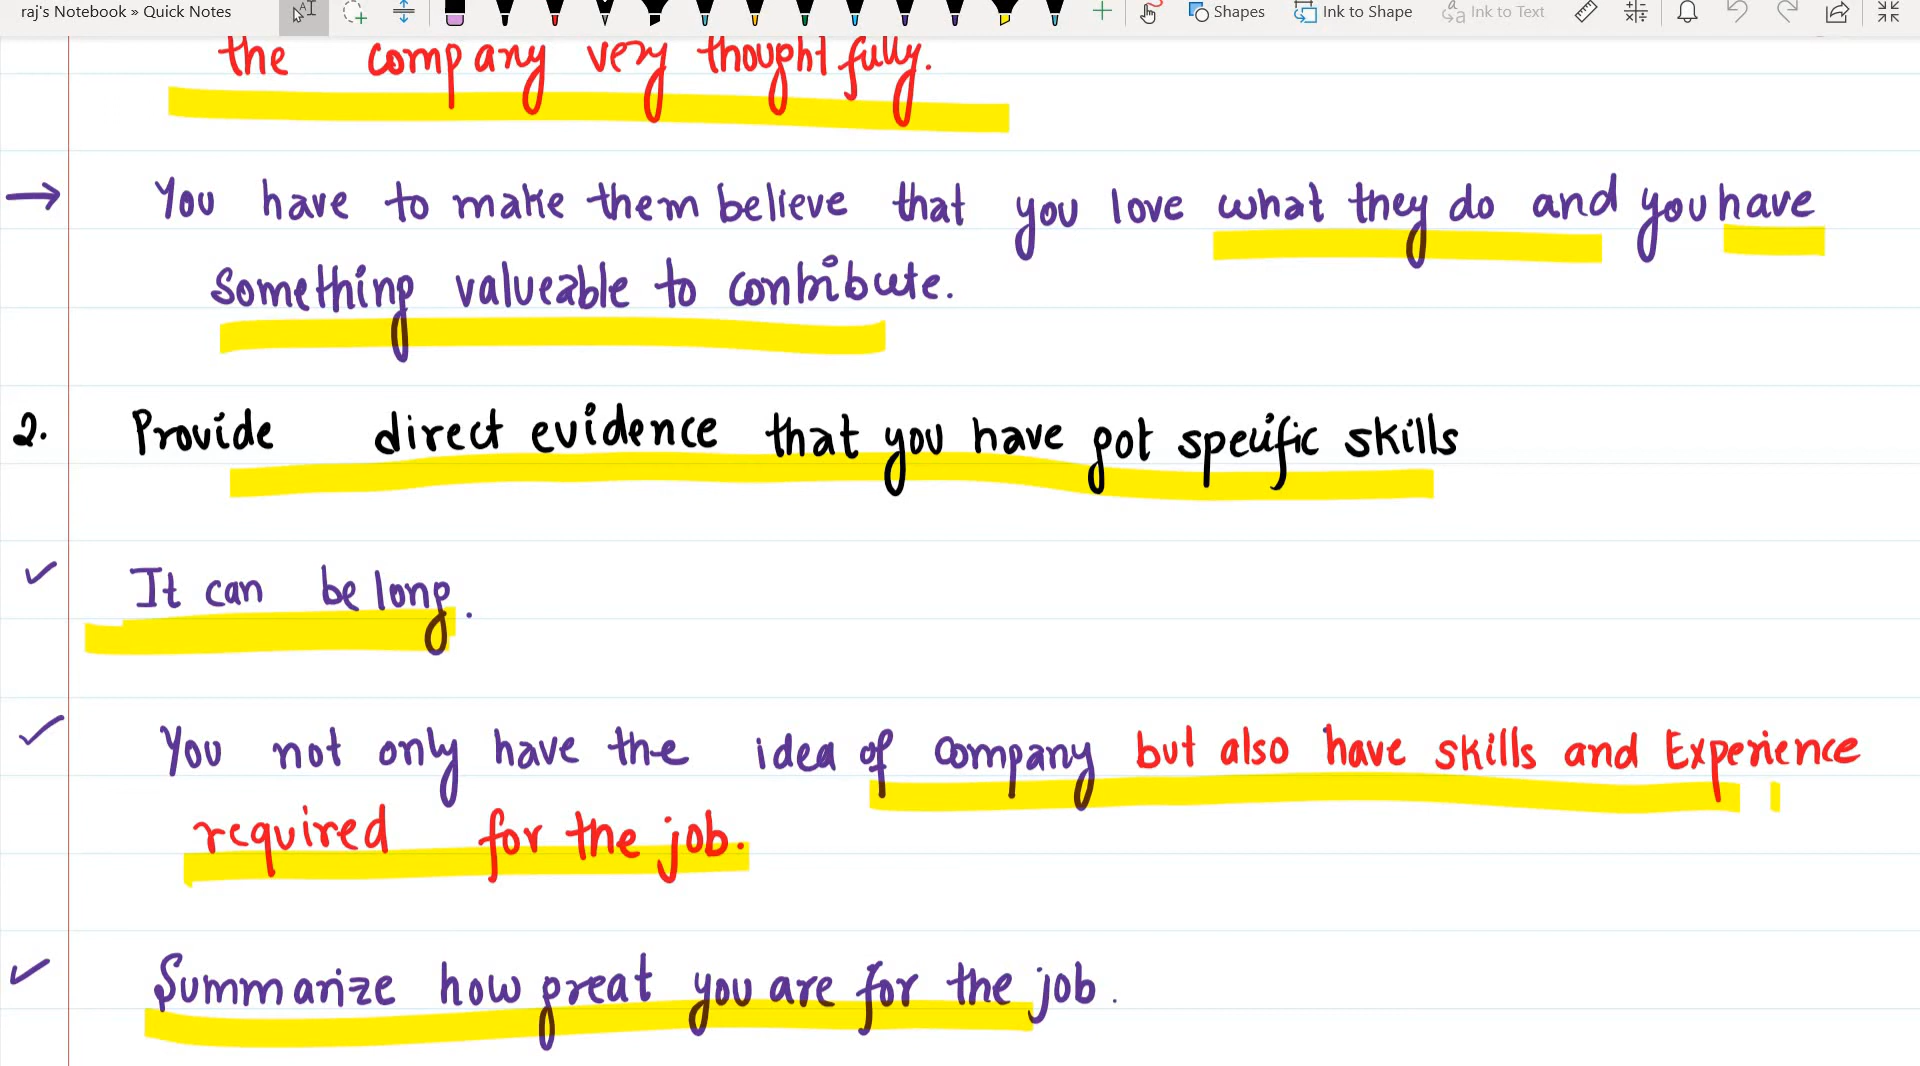 raj's Notebook » Quick Notes
Shapes
Ink to Shape
Ink to Text
the company very thoughtfully.
→ You have to make them believe that you love what they do and you have
something valueable to contribute.
2. Provide direct evidence that you have got specific skills
✓ It can be long.
✓ You not only have the idea of company but also have skills and Experience
required for the job.
✓ Summarize how great you are for the job.